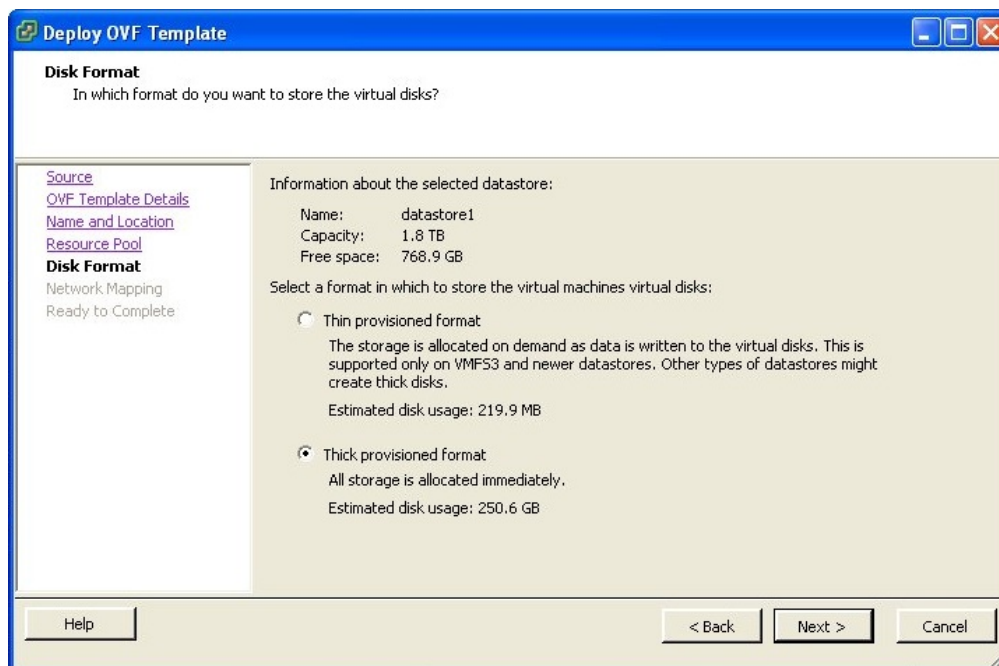 Deploy OVF Template
Disk Format
In which format do you want to store the virtual disks?
Source
OVF Template Details
Name and Location
Resource Pool
Disk Format
Network Mapping
Ready to Complete
Information about the selected datastore:
Name: datastore1
Capacity: 1.8 TB
Free space: 768.9 GB
Select a format in which to store the virtual machines virtual disks:
Thin provisioned format
The storage is allocated on demand as data is written to the virtual disks. This is
supported only on VMFS3 and newer datastores. Other types of datastores might
create thick disks.
Estimated disk usage: 219.9 MB
Thick provisioned format
All storage is allocated immediately.
Estimated disk usage: 250.6 GB
Help
< Back
Next >
Cancel